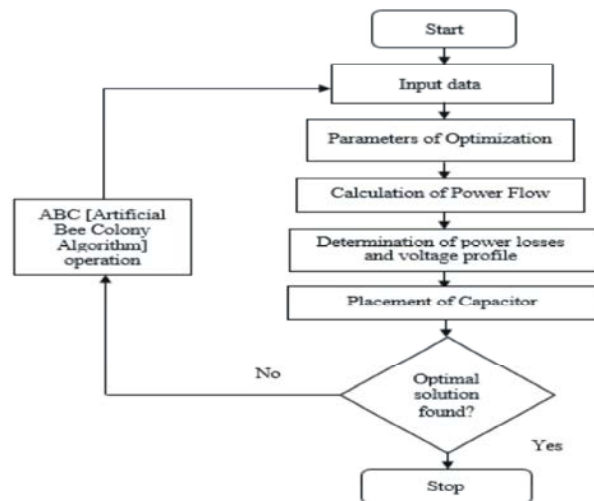 Start
Input data
Parameters of Optimization
Calculation of Power Flow
Determination of power losses
and voltage profile
Placement of Capacitor
Optimal
solution
found?
No
ABC [Artificial
Bee Colony
Algorithm]
operation
Yes
Stop